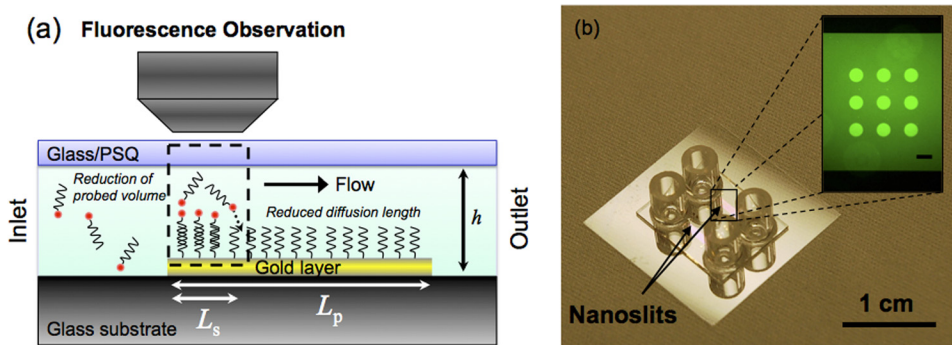 (a) Fluorescence Observation
Glass/PSQ
Reduction of
probed volume
Flow
Reduced diffusion length
h
Inlet
Outlet
Gold layer
Ls
Lp
Glass substrate
(b)
Nanoslits
1 cm